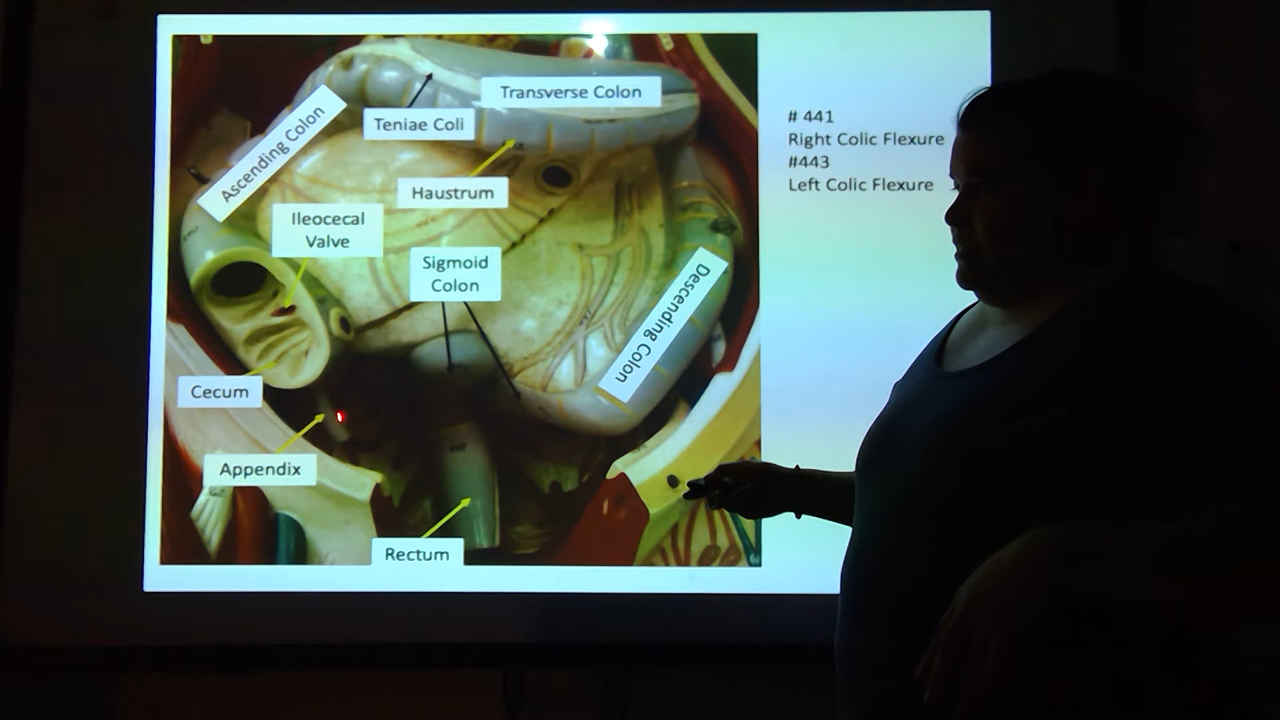 Transverse Colon
Teniae Coli
Ascending Colon
Haustrum
Ileocecal
Valve
Sigmoid
Colon
Descending Colon
Cecum
Appendix
Rectum
# 441
Right Colic Flexure
#443
Left Colic Flexure